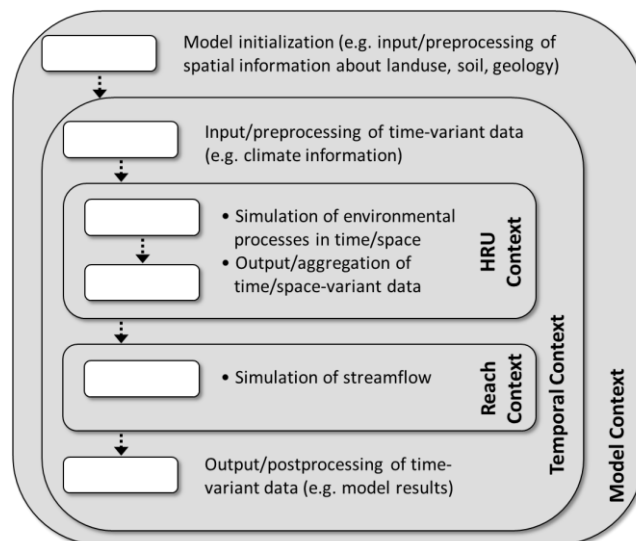 Model initialization (e.g. input/preprocessing of
spatial information about landuse, soil, geology)
Input/preprocessing of time-variant data
(e.g. climate information)
• Simulation of environmental
processes in time/space
• Output/aggregation of
time/space-variant data
HRU
Context
• Simulation of streamflow
Reach
Context
Output/postprocessing of time-
variant data (e.g. model results)
Temporal Context
Model Context